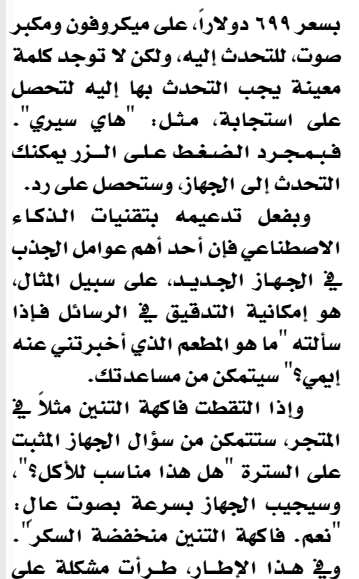 بسعر ٦٩٩ دولاراً، على ميكروفون ومكبر
صوت، للتحدث إليه، ولكن لا توجد كلمة
معينة يجب التحدث بها إليه لتحصل
على استجابة، مثل: "هاي سيري".
فبمجرد الضغط على الزر يمكنك
التحدث إلى الجهاز، وستحصل على رد.
وبفعل تدعيمه بتقنيات الذكاء
الاصطناعي فإن أحد أهم عوامل الجذب
في الجهاز الجديد، على سبيل المثال،
هو إمكانية التدقيق في الرسائل فإذا
سألته "ما هو المطعم الذي أخبرتني عنه
إيمي؟" سيتمكن من مساعدتك.
وإذا التقطت فاكهة التنين مثلاً في
المتجر، ستتمكن من سؤال الجهاز المثبت
على السترة "هل هذا مناسب للأكل؟"،
وسيجيب الجهاز بسرعة بصوت عالٍ:
"نعم. فاكهة التنين منخفضة السكر".
وفي هذا الإطار، طرأت مشكلة على